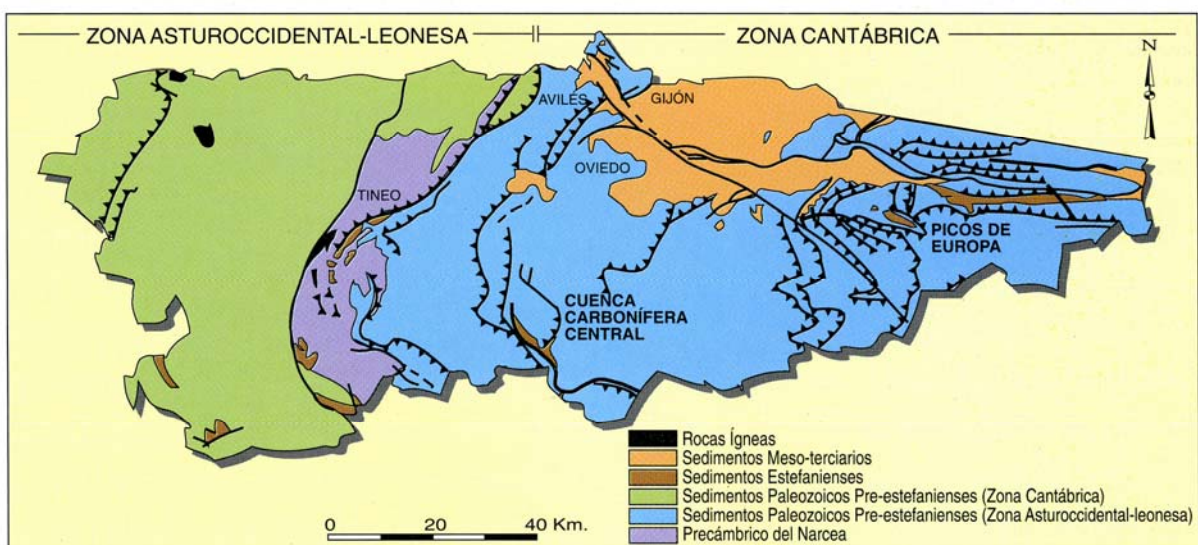 ZONA ASTUROCCIDENTAL-LEONESA
ZONA CANTÁBRICA
N
AVILÉS
GIJÓN
OVIEDO
TINEO
PICOS DE
EUROPA
CUENCA
CARBONÍFERA
CENTRAL
Rocas Ígneas
Sedimentos Meso-terciarios
Sedimentos Estefanienses
Sedimentos Paleozoicos Pre-estefanienses (Zona Cantábrica)
Sedimentos Paleozoicos Pre-estefanienses (Zona Asturoccidental-leonesa)
Precámbrico del Narcea
0 20 40 Km.